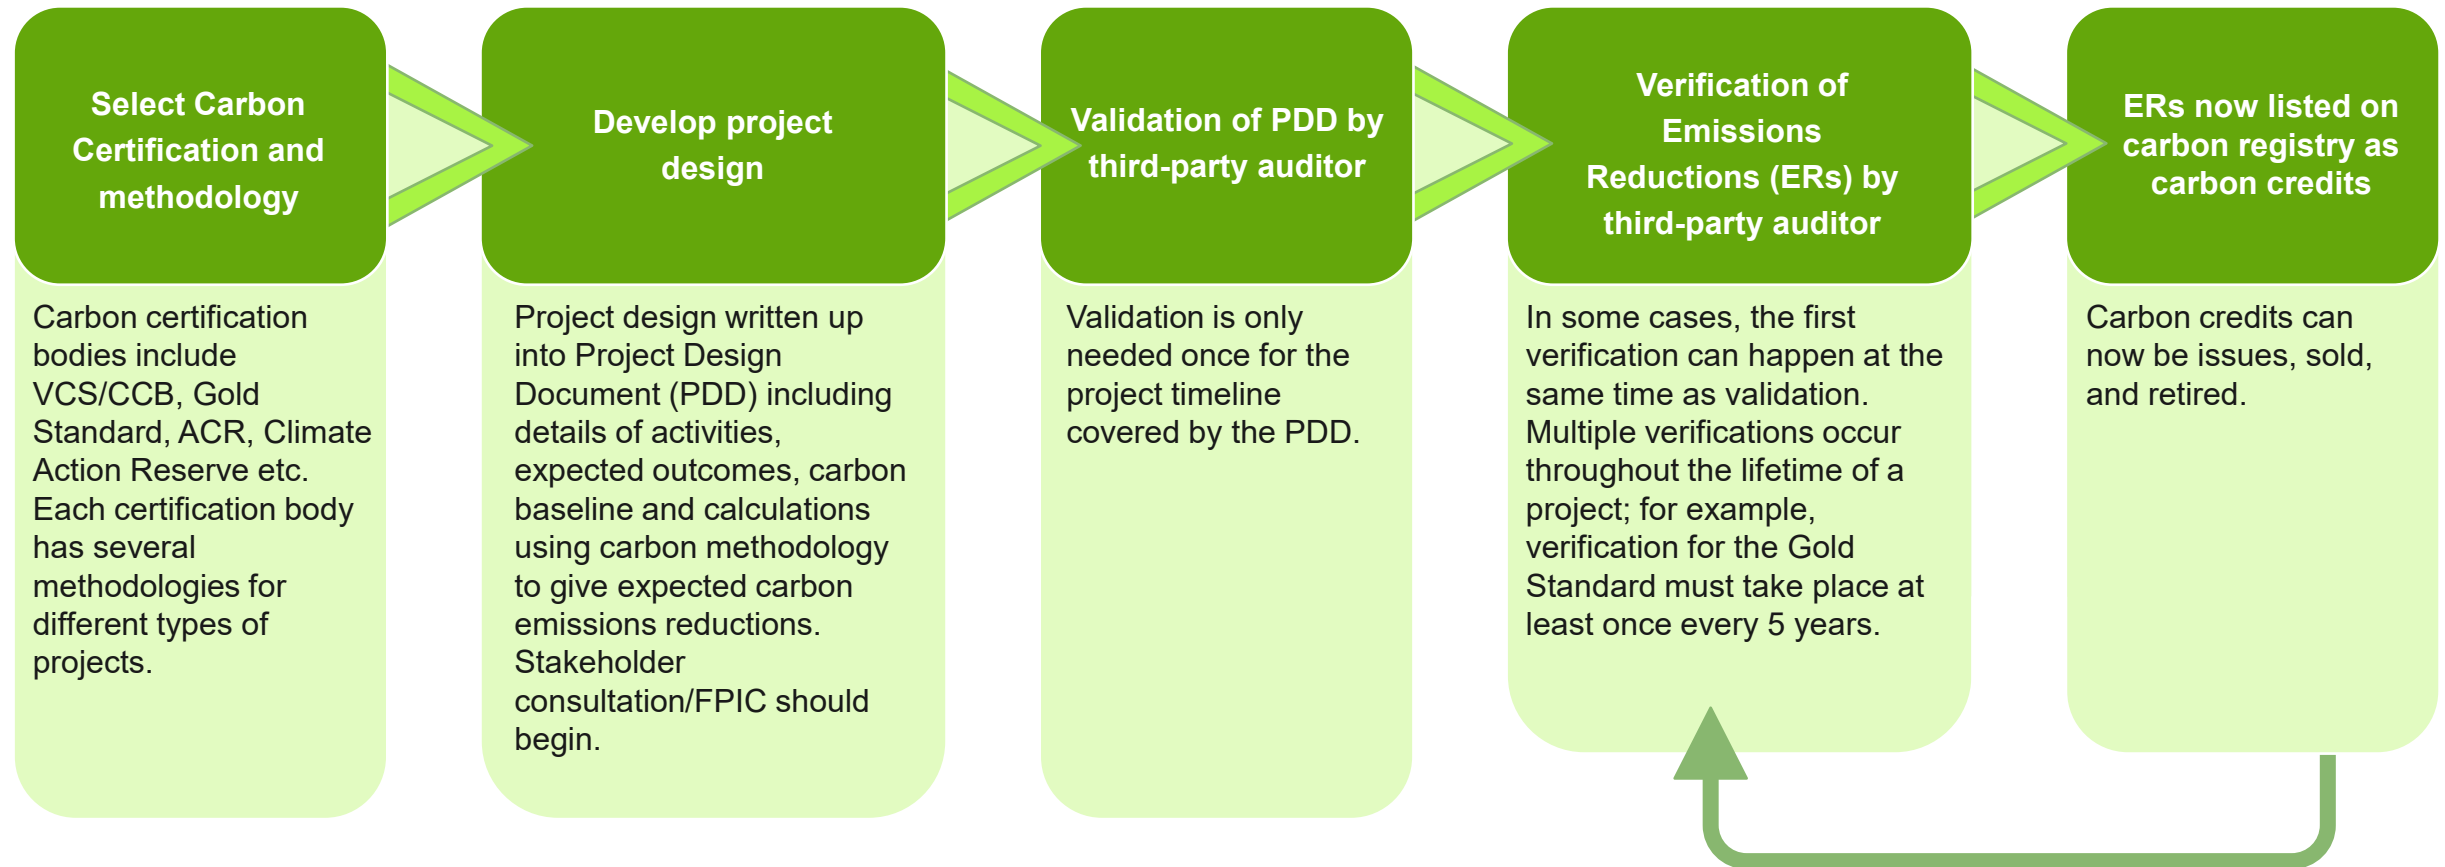 Select Carbon
Certification and
methodology
Carbon certification
bodies include
VCS/CCB, Gold
Standard, ACR, Climate
Action Reserve etc.
Each certification body
has several
methodologies for
different types of
projects.
Develop project
design
Project design written up
into Project Design
Document (PDD) including
details of activities,
expected outcomes, carbon
baseline and calculations
using carbon methodology
to give expected carbon
emissions reductions.
Stakeholder
consultation/FPIC should
begin.
Validation of PDD by
third-party auditor
Validation is only
needed once for the
project timeline
covered by the PDD.
Verification of
Emissions
Reductions (ERs) by
third-party auditor
In some cases, the first
verification can happen at the
same time as validation.
Multiple verifications occur
throughout the lifetime of a
project; for example,
verification for the Gold
Standard must take place at
least once every 5 years.
ERs now listed on
carbon registry as
carbon credits
Carbon credits can
now be issues, sold,
and retired.